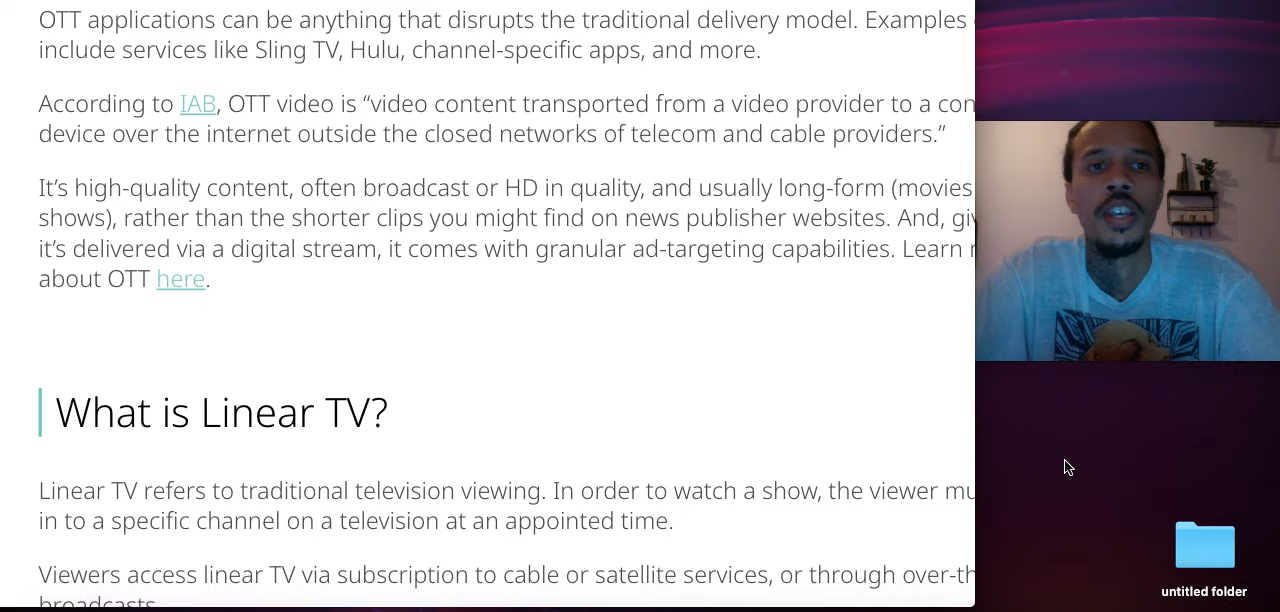 OTT applications can be anything that disrupts the traditional delivery model. Examples
include services like Sling TV, Hulu, channel-specific apps, and more.
According to IAB, OTT video is “video content transported from a video provider to a con
device over the internet outside the closed networks of telecom and cable providers.”
It’s high-quality content, often broadcast or HD in quality, and usually long-form (movies
shows), rather than the shorter clips you might find on news publisher websites. And, giv
it’s delivered via a digital stream, it comes with granular ad-targeting capabilities. Learn
about OTT here.
What is Linear TV?
Linear TV refers to traditional television viewing. In order to watch a show, the viewer mu
in to a specific channel on a television at an appointed time.
Viewers access linear TV via subscription to cable or satellite services, or through over-th
broadcasts
untitled folder